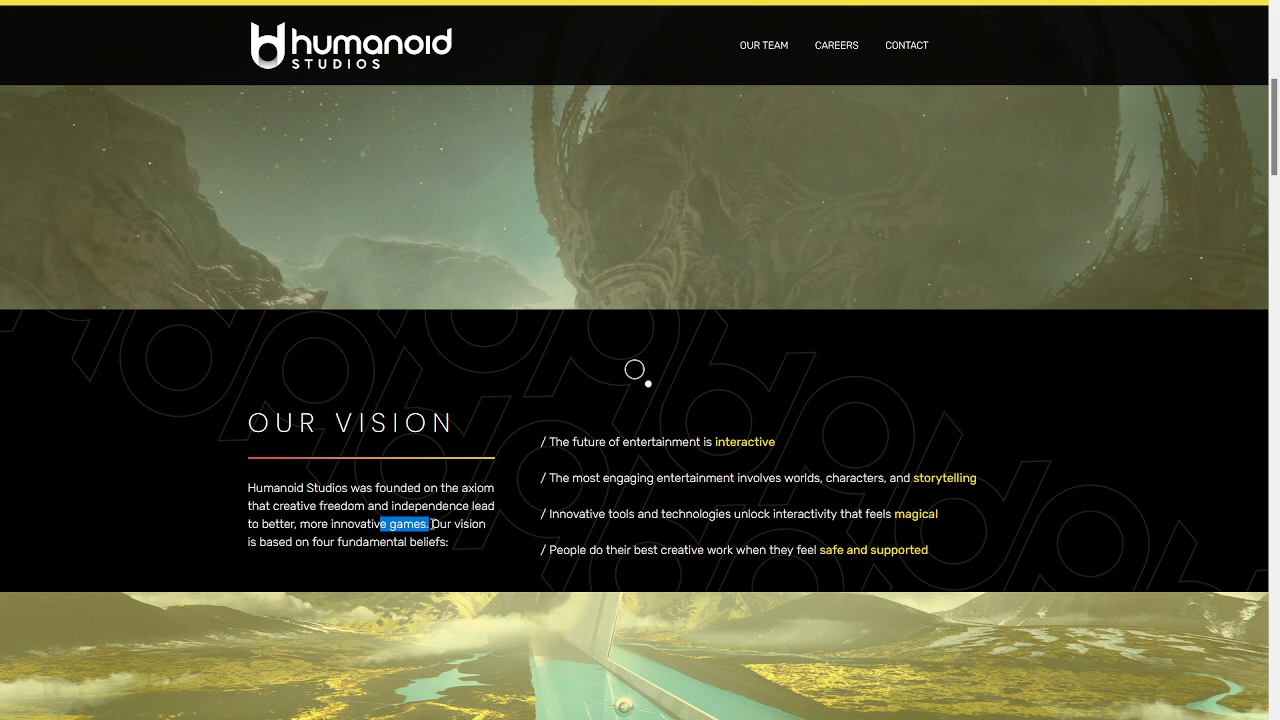 humanoid
STUDIOS
OUR TEAM
CAREERS
CONTACT
OUR VISION
Humanoid Studios was founded on the axiom
that creative freedom and independence lead
to better, more innovative games. Our vision
is based on four fundamental beliefs:
/ The future of entertainment is interactive
/ The most engaging entertainment involves worlds, characters, and storytelling
/ Innovative tools and technologies unlock interactivity that feels magical
/ People do their best creative work when they feel safe and supported